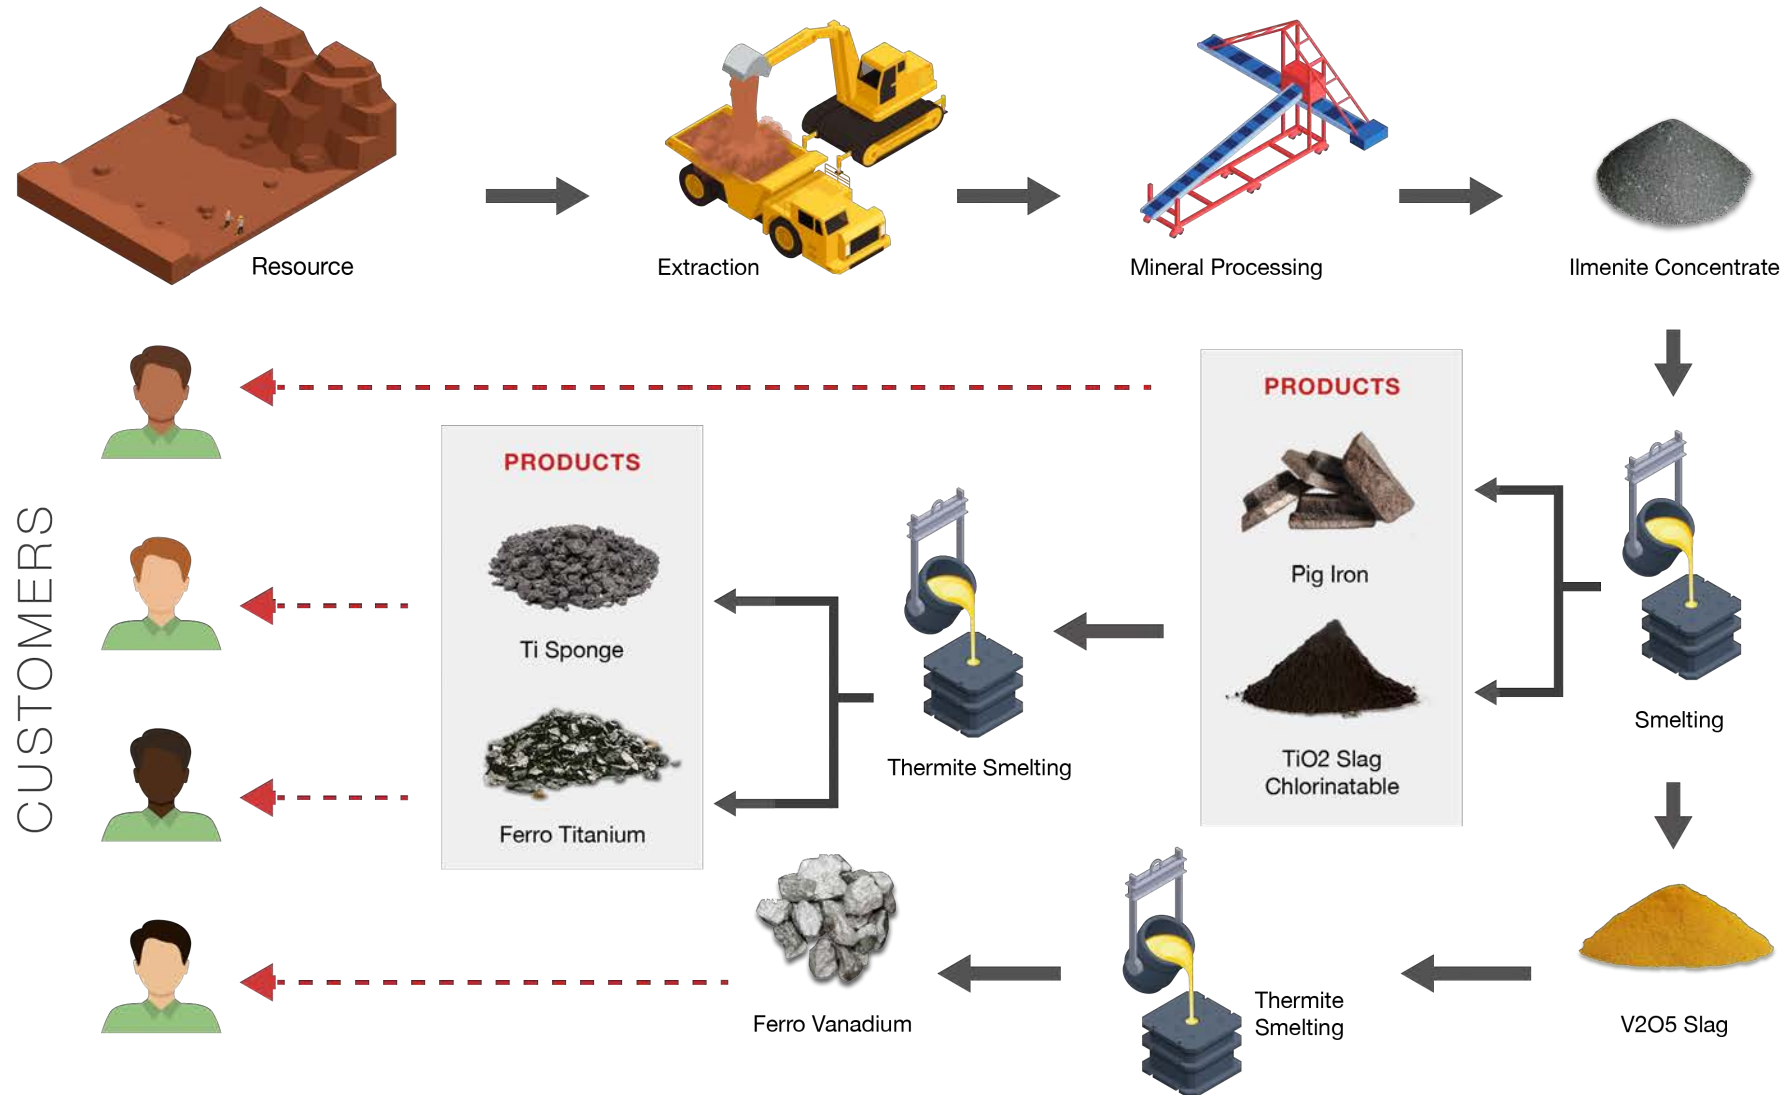 Resource
Extraction
Mineral Processing
Ilmenite Concentrate
PRODUCTS
Pig Iron
TiO2 Slag
Chlorinatable
Smelting
PRODUCTS
Ti Sponge
Ferro Titanium
Thermite Smelting
CUSTOMERS
Ferro Vanadium
Thermite
Smelting
V2O5 Slag